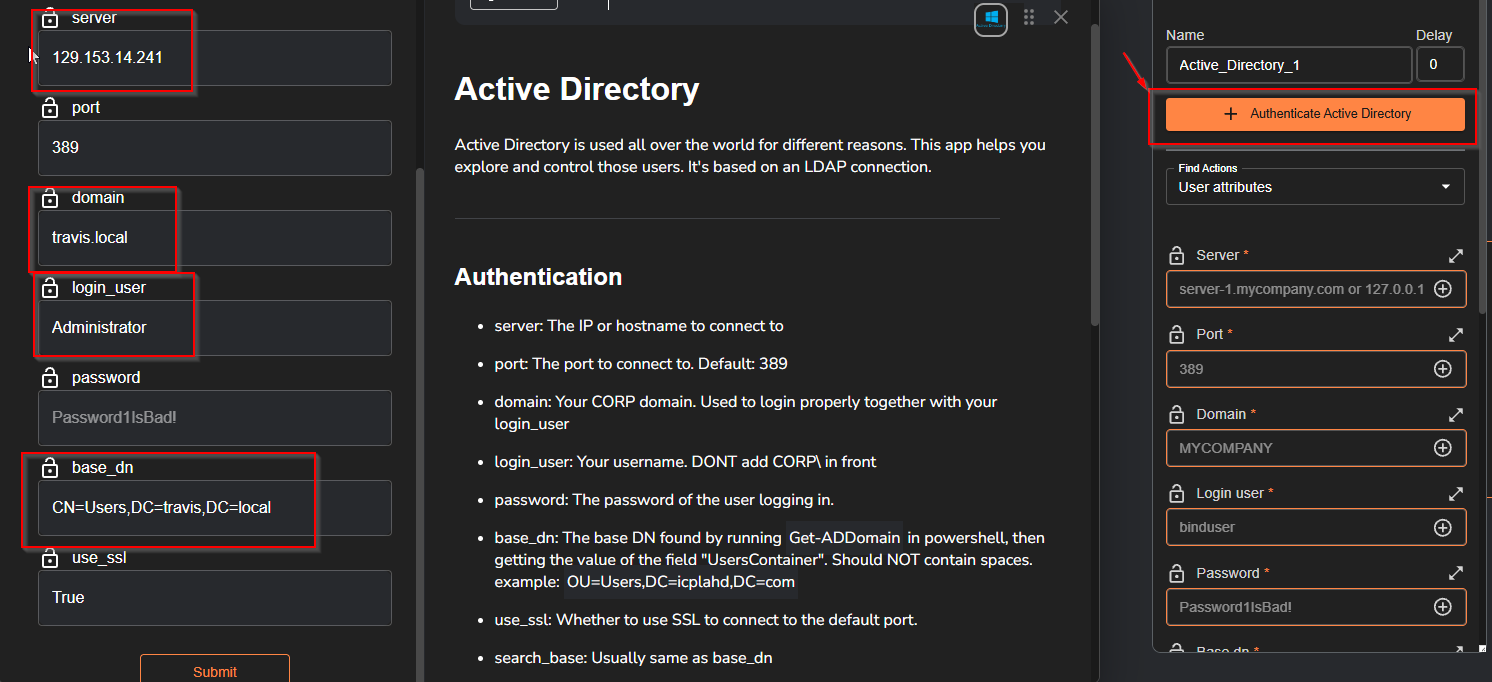 server
129.153.14.241
port
389
domain
travis.local
login_user
Administrator
password
Password1IsBad!
base_dn
CN=Users,DC=travis,DC=local
use_ssl
True
Submit
Active Directory
Active Directory is used all over the world for different reasons. This app helps you
explore and control those users. It's based on an LDAP connection.
Authentication
• server: The IP or hostname to connect to
• port: The port to connect to. Default: 389
• domain: Your CORP domain. Used to login properly together with your
login_user
• login_user: Your username. DONT add CORP\ in front
• password: The password of the user logging in.
• base_dn: The base DN found by running Get-ADDomain in powershell, then
getting the value of the field "UsersContainer". Should NOT contain spaces.
example: OU=Users,DC=icplahd,DC=com
• use_ssl: Whether to use SSL to connect to the default port.
• search_base: Usually same as base_dn
Name
Delay
Active_Directory_1
0
+ Authenticate Active Directory
Find Actions
User attributes
Server *
server-1.mycompany.com or 127.0.0.1
Port *
389
Domain *
MYCOMPANY
Login user *
binduser
Password *
Password1IsBad!
Base dn *